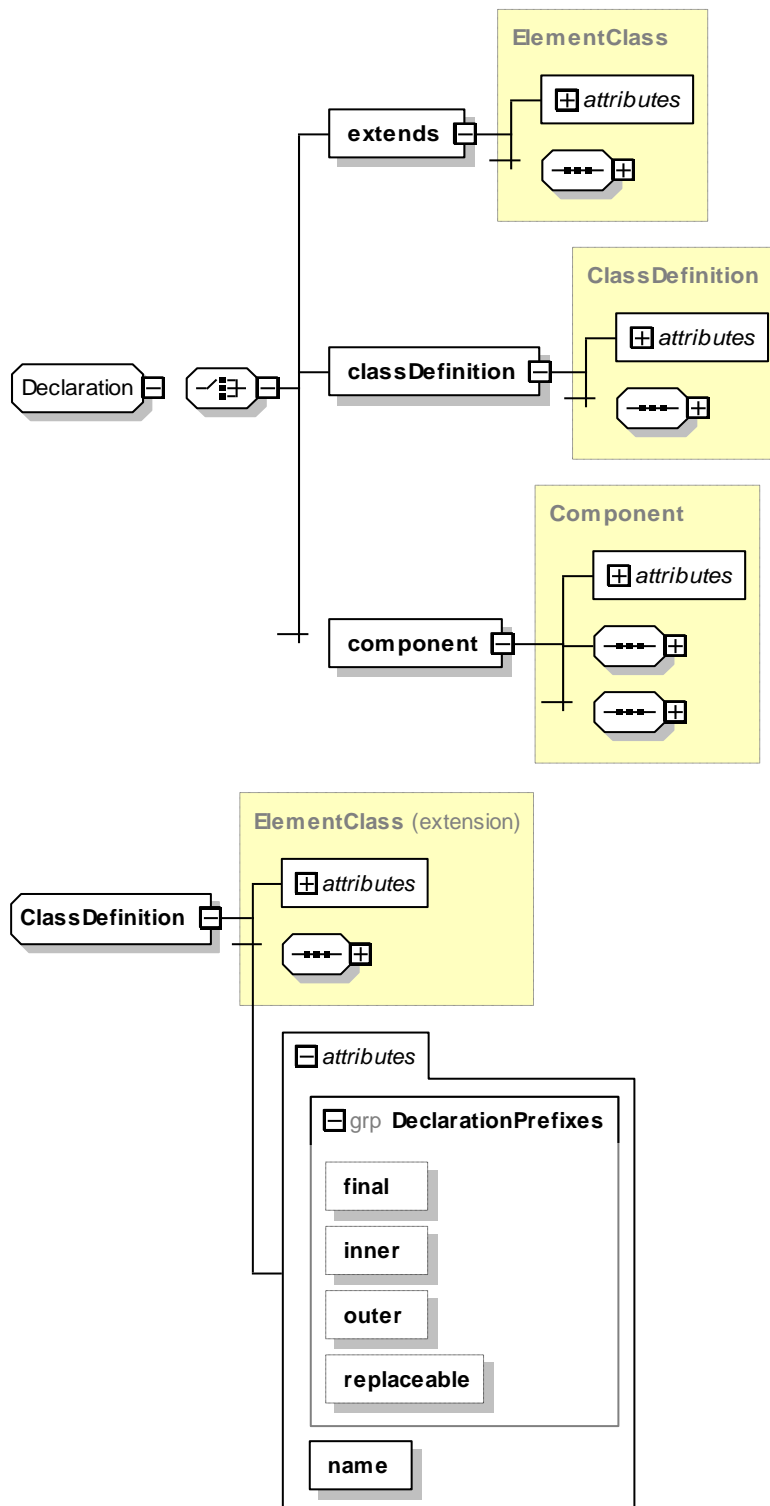 ElementClass
attributes
extends
ClassDefinition
attributes
Declaration
classDefinition
Component
attributes
component
ElementClass (extension)
attributes
ClassDefinition
attributes
grp DeclarationPrefixes
final
inner
outer
replaceable
name